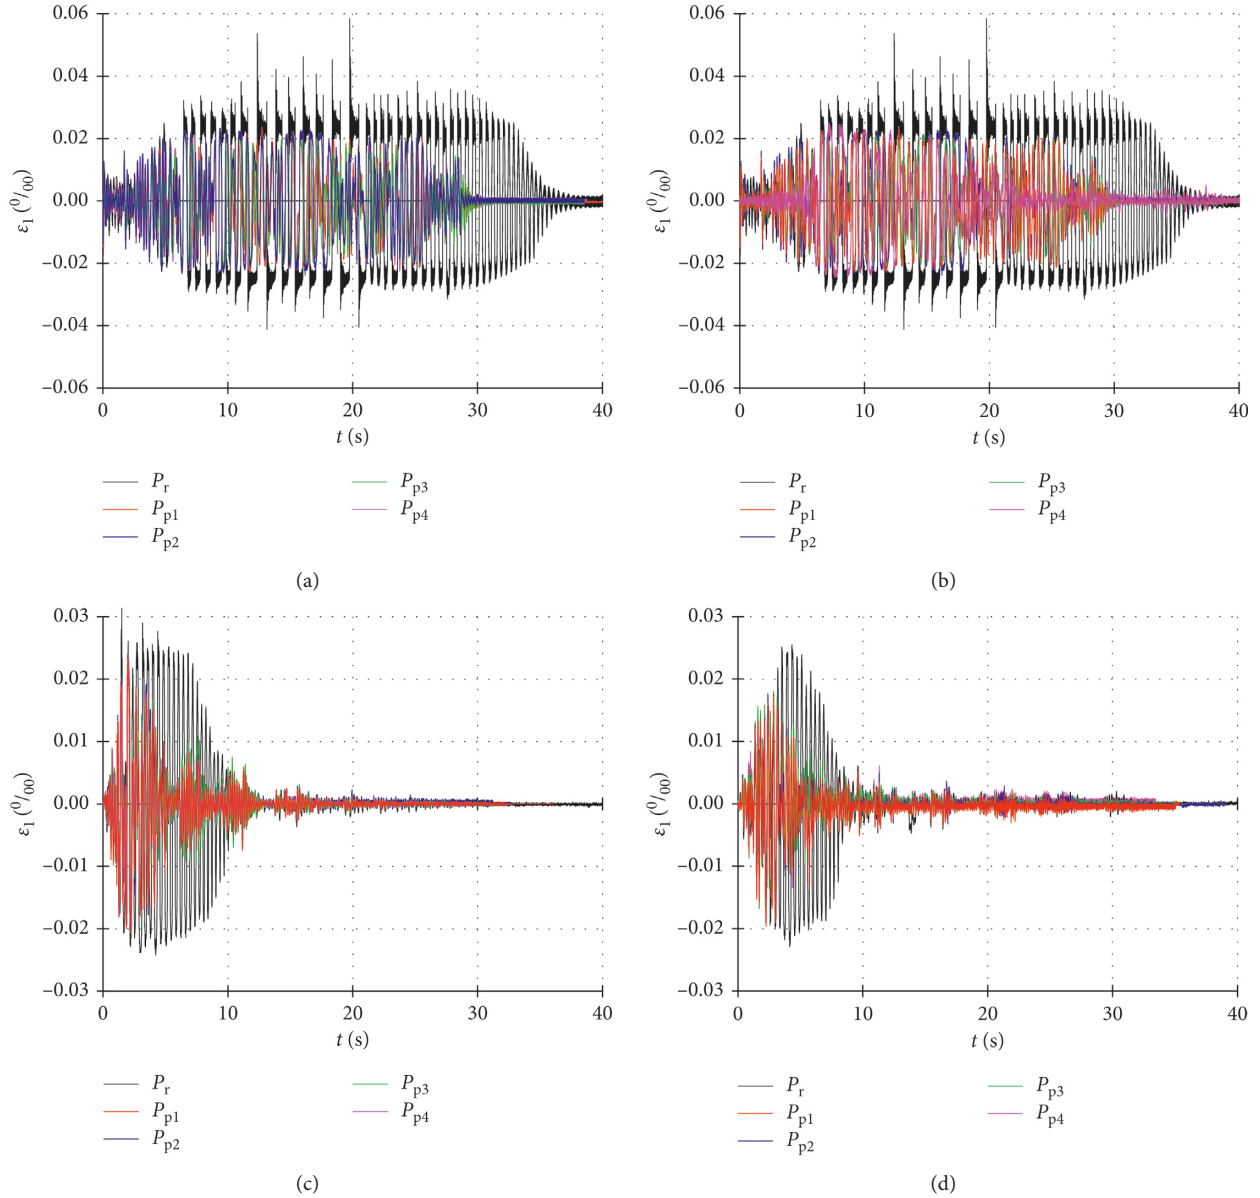 0.06
0.04
0.02
0.00
–0.02
–0.04
–0.06
ε1 (0/00)
0 10 20 30 40
t (s)
Pr
Pp1
Pp2
Pp3
Pp4
(a)
0.06
0.04
0.02
0.00
–0.02
–0.04
–0.06
ε1 (0/00)
0 10 20 30 40
t (s)
Pr
Pp1
Pp2
Pp3
Pp4
(b)
0.03
0.02
0.01
0.00
–0.01
–0.02
–0.03
ε1 (0/00)
0 10 20 30 40
t (s)
Pr
Pp1
Pp2
Pp3
Pp4
(c)
0.03
0.02
0.01
0.00
–0.01
–0.02
–0.03
ε1 (0/00)
0 10 20 30 40
t (s)
Pr
Pp1
Pp2
Pp3
Pp4
(d)